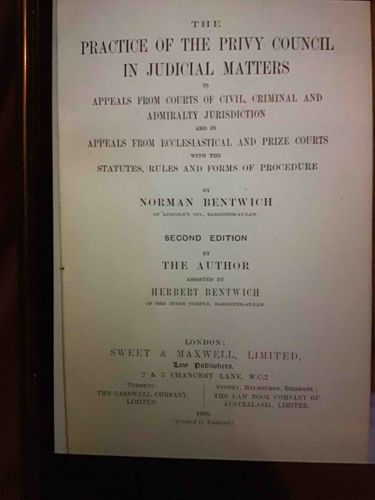 THE
PRACTICE OF THE PRIVY COUNCIL
IN JUDICIAL MATTERS
IN
APPEALS FROM COURTS OF CIVIL, CRIMINAL AND
ADMIRALTY JURISDICTION
AND IN
APPEALS FROM ECCLESIASTICAL AND PRIZE COURTS
WITH THE
STATUTES, RULES AND FORMS OF PROCEDURE
BY
NORMAN BENTWICH
OF LINCOLN'S INN, BARRISTER-AT-LAW.
SECOND EDITION
BY
THE AUTHOR
ASSISTED BY
HERBERT BENTWICH
OF THE INNER TEMPLE, BARRISTER-AT-LAW
LONDON:
SWEET & MAXWELL, LIMITED,
Law Publishers,
2 & 3 CHANCERY LANE, W.C.2
TORONTO:
THE CARSWELL COMPANY,
LIMITED.
SYDNEY, MELBOURNE, BRISBANE:
THE LAW BOOK COMPANY OF
AUSTRALASIA, LIMITED.
(Printed in England.)